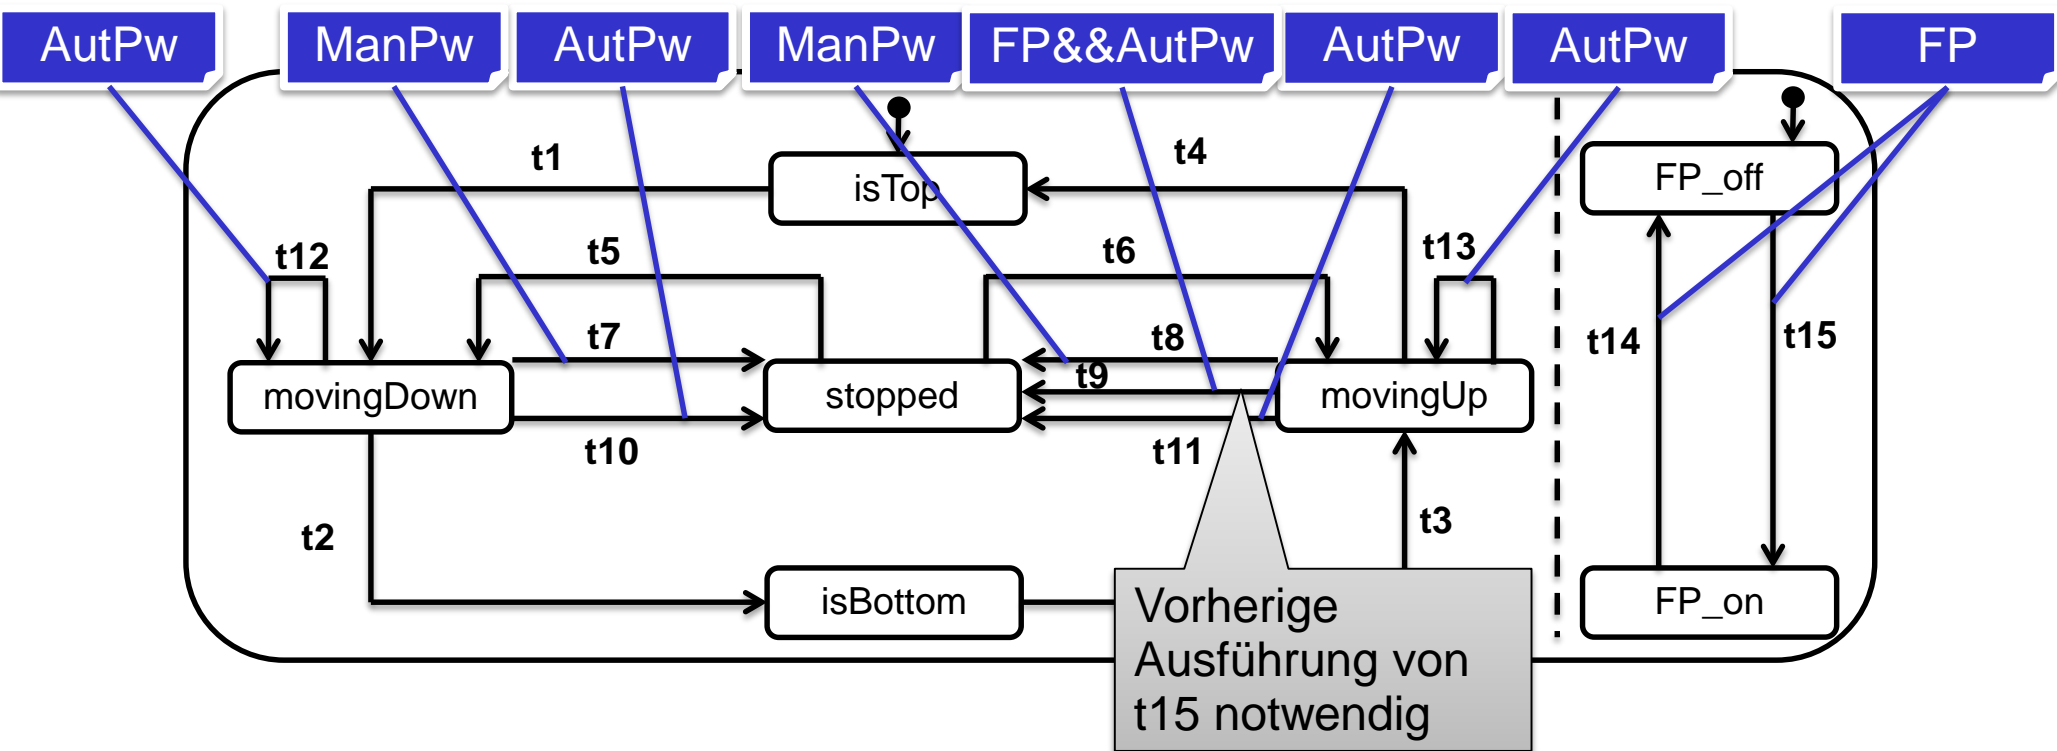 AutPw
ManPw
AutPw
ManPw
FP&&AutPw
AutPw
AutPw
FP
t1
isTop
t4
FP_off
t12
t5
t6
t13
t7
t8
t14
t15
t9
movingDown
stopped
movingUp
t10
t11
t2
t3
isBottom
FP_on
Vorherige
Ausführung von
t15 notwendig